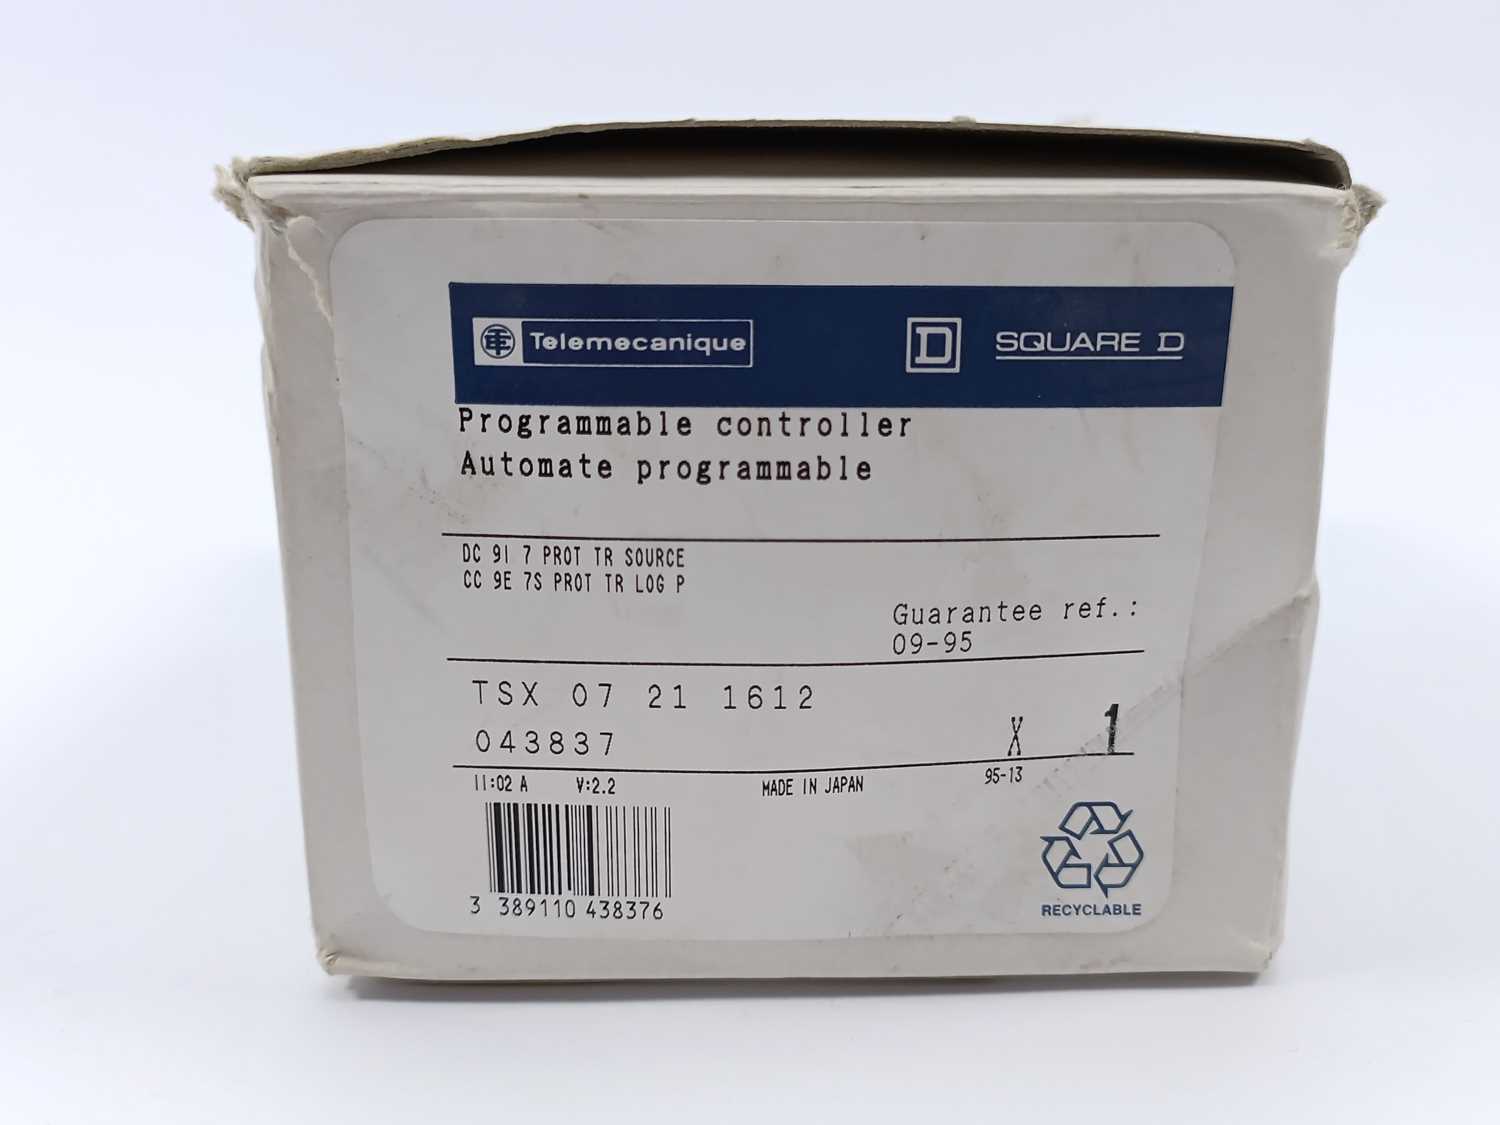 TE Telemecanique D SQUARE D
Programmable controller
Automate programmable
DC 9I 7 PROT TR SOURCE
CC 9E 7S PROT TR LOG P
Guarantee ref.:
09-95
TSX 07 21 1612
043837 X 1
11:02 A V:2.2 MADE IN JAPAN 95-13
3 389110 438376
RECYCLABLE